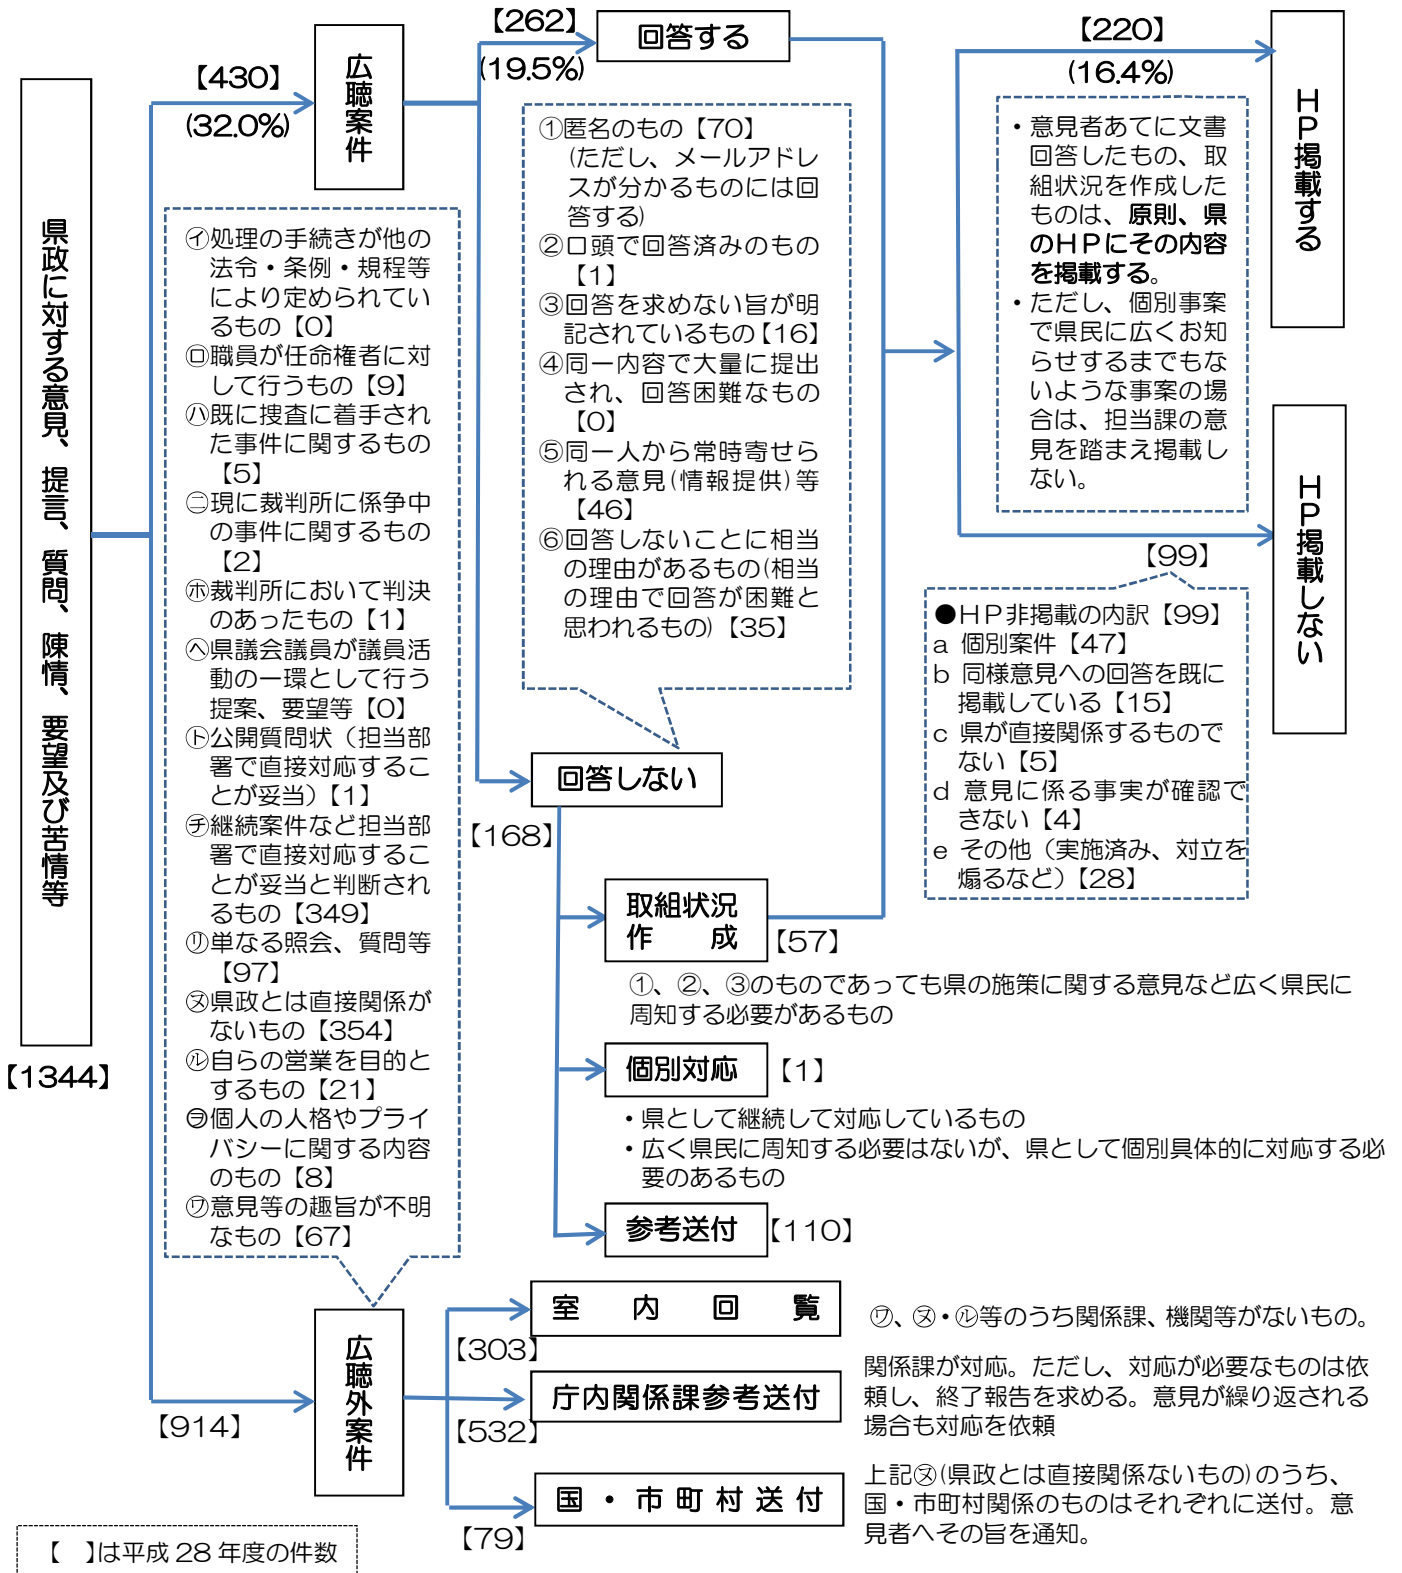 県政に対する意見、提言、質問、陳情、要望及び苦情等
【1344】
【430】
(32.0%)
広聴案件
㋑処理の手続きが他の
法令・条例・規程等
により定められてい
るもの【0】
㋺職員が任命権者に対
して行うもの【9】
㋩既に捜査に着手され
た事件に関するもの
【5】
㋥現に裁判所に係争中
の事件に関するもの
【2】
㋭裁判所において判決
のあったもの【1】
㋬県議会議員が議員活
動の一環として行う
提案、要望等【0】
㋣公開質問状（担当部
署で直接対応するこ
とが妥当）【1】
㋠継続案件など担当部
署で直接対応するこ
とが妥当と判断され
るもの【349】
㋷単なる照会、質問等
【97】
㋦県政とは直接関係が
ないもの【354】
㋸自らの営業を目的と
するもの【21】
㋾個人の人格やプライ
バシーに関する内容
のもの【8】
㋻意見等の趣旨が不明
なもの【67】
【914】
広聴外案件
【262】
(19.5%)
回答する
①匿名のもの【70】
(ただし、メールアドレ
スが分かるものには回
答する)
②口頭で回答済みのもの
【1】
③回答を求めない旨が明
記されているもの【16】
④同一内容で大量に提出
され、回答困難なもの
【0】
⑤同一人から常時寄せら
れる意見(情報提供)等
【46】
⑥回答しないことに相当
の理由があるもの(相当
の理由で回答が困難と
思われるもの)【35】
回答しない
【168】
取組状況
作　　成
【57】
①、②、③のものであっても県の施策に関する意見など広く県民に
周知する必要があるもの
個別対応
【1】
・県として継続して対応しているもの
・広く県民に周知する必要はないが、県として個別具体的に対応する必
要のあるもの
参考送付
【110】
【220】
(16.4%)
HP掲載する
・意見者あてに文書
回答したもの、取
組状況を作成した
ものは、原則、県
のHPにその内容
を掲載する。
・ただし、個別事案
で県民に広くお知
らせするまでもな
いような事案の場
合は、担当課の意
見を踏まえ掲載し
ない。
HP掲載しない
【99】
●HP非掲載の内訳【99】
a 個別案件【47】
b 同様意見への回答を既に
掲載している【15】
c 県が直接関係するもので
ない【5】
d 意見に係る事実が確認で
きない【4】
e その他（実施済み、対立を
煽るなど）【28】
室　内　回　覧
【303】
㋻、㋦・㋸等のうち関係課、機関等がないもの。
庁内関係課参考送付
【532】
関係課が対応。ただし、対応が必要なものは依
頼し、終了報告を求める。意見が繰り返される
場合も対応を依頼
国・市町村送付
【79】
上記㋦(県政とは直接関係ないもの)のうち、
国・市町村関係のものはそれぞれに送付。意
見者へその旨を通知。
【　】は平成 28 年度の件数